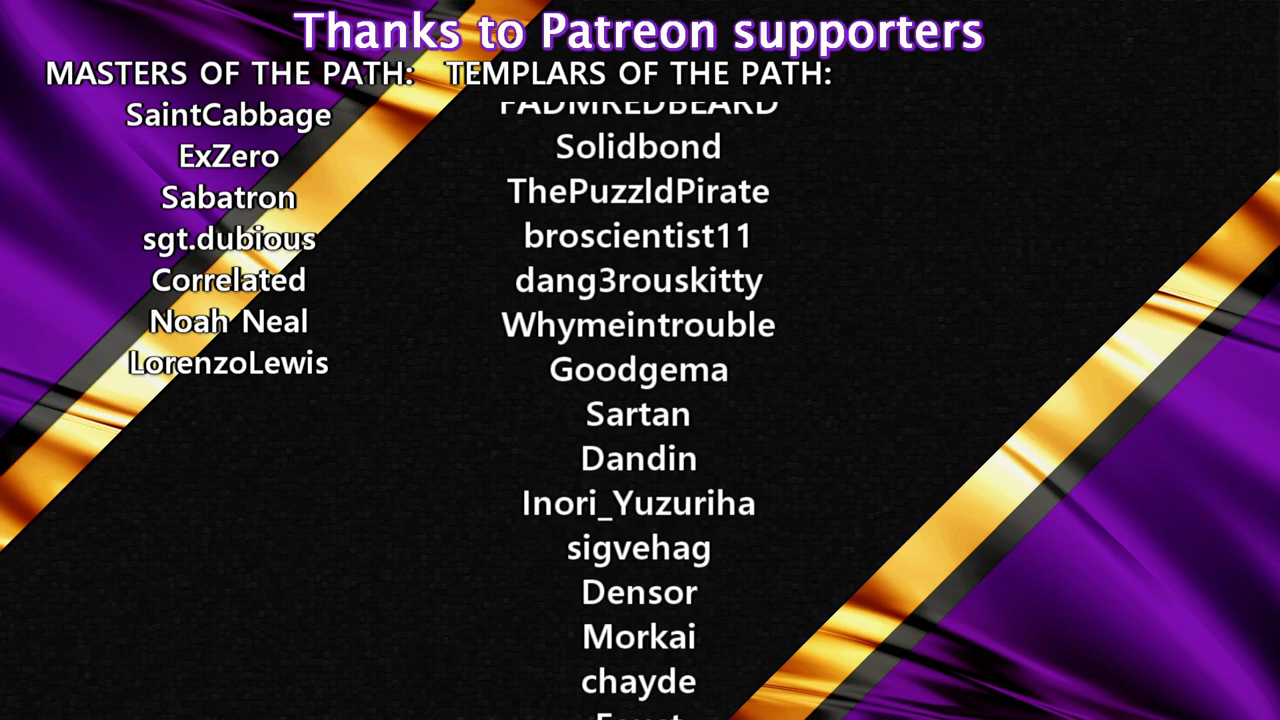 Thanks to Patreon supporters
MASTERS OF THE PATH:
SaintCabbage
ExZero
Sabatron
sgt.dubious
Correlated
Noah Neal
LorenzoLewis
TEMPLARS OF THE PATH:
PADMREDBEARD
Solidbond
ThePuzzldPirate
broscientist11
dang3rouskitty
Whymeintrouble
Goodgema
Sartan
Dandin
Inori_Yuzuriha
sigvehag
Densor
Morkai
chayde